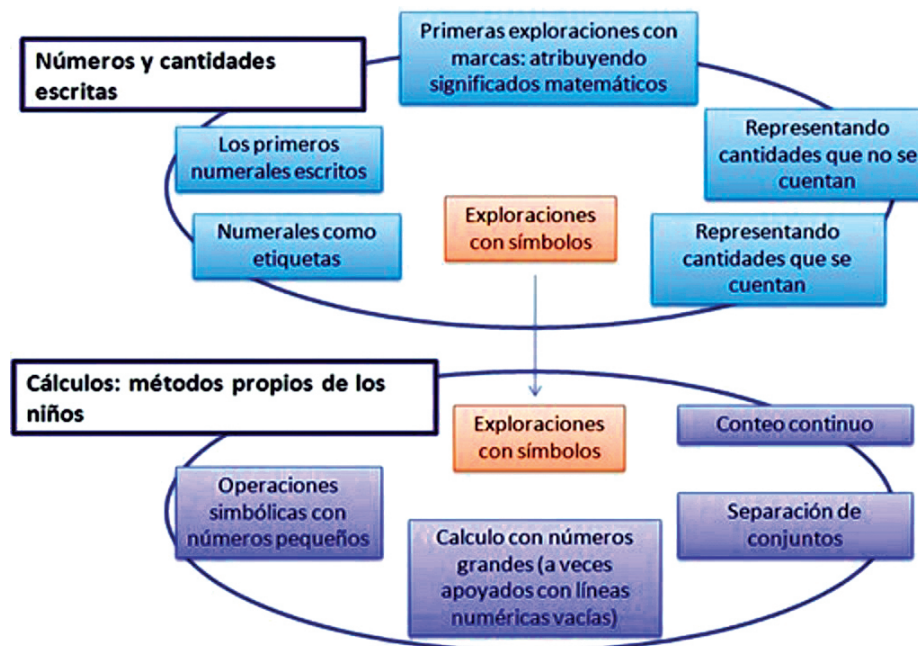 Números y cantidades
escritas
Primeras exploraciones con
marcas: atribuyendo
significados matemáticos
Los primeros
numerales escritos
Representando
cantidades que no se
cuentan
Numerales como
etiquetas
Exploraciones
con símbolos
Representando
cantidades que se
cuentan
Cálculos: métodos propios de los
niños
Exploraciones
con símbolos
Conteo continuo
Operaciones
simbólicas con
números pequeños
Separación de
conjuntos
Calculo con números
grandes (a veces
apoyados con líneas
numéricas vacías)